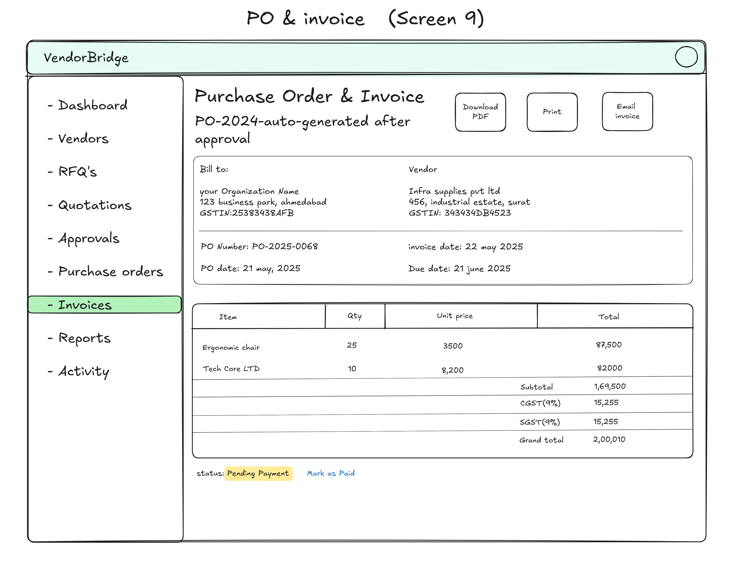 PO & invoice (Screen 9)
VendorBridge
- Dashboard
- Vendors
- RFQ's
- Quotations
- Approvals
- Purchase orders
- Invoices
- Reports
- Activity
Purchase Order & Invoice
PO-2024-auto-generated after
approval
Download
PDF
Print
Email
invoice
Bill to:
your Organization Name
123 business park, ahmedabad
GSTIN:25383438AFB
Vendor
Infra supplies pvt ltd
456, industrial estate, surat
GSTIN: 343434DB4523
PO Number: PO-2025-0068
invoice date: 22 may 2025
PO date: 21 may, 2025
Due date: 21 june 2025
Item Qty Unit price Total
Ergonomic chair 25 3500 87,500
Tech Core LTD 10 8,200 82000
Subtotal 1,69,500
CGST(9%) 15,255
SGST(9%) 15,255
Grand total 2,00,010
status: Pending Payment Mark as Paid